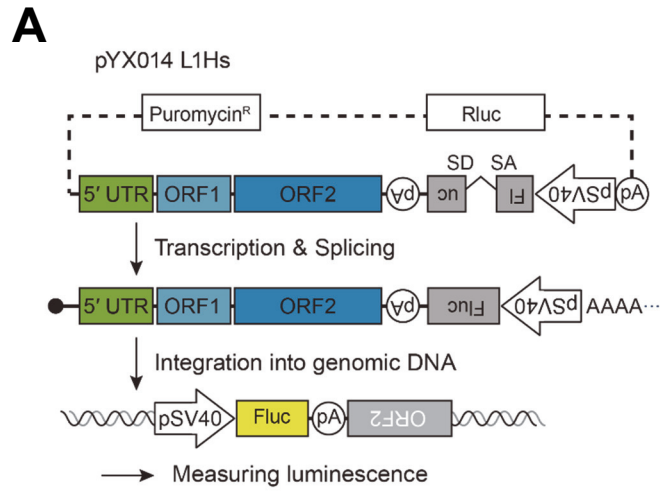 A
pYX014 L1Hs
Puromycinᴿ Rluc
SD SA
5′ UTR ORF1 ORF2 pA uc Fl pSV40 pA
Transcription & Splicing
5′ UTR ORF1 ORF2 pA Fluc pSV40 AAAA···
Integration into genomic DNA
pSV40 Fluc pA ORF2
Measuring luminescence